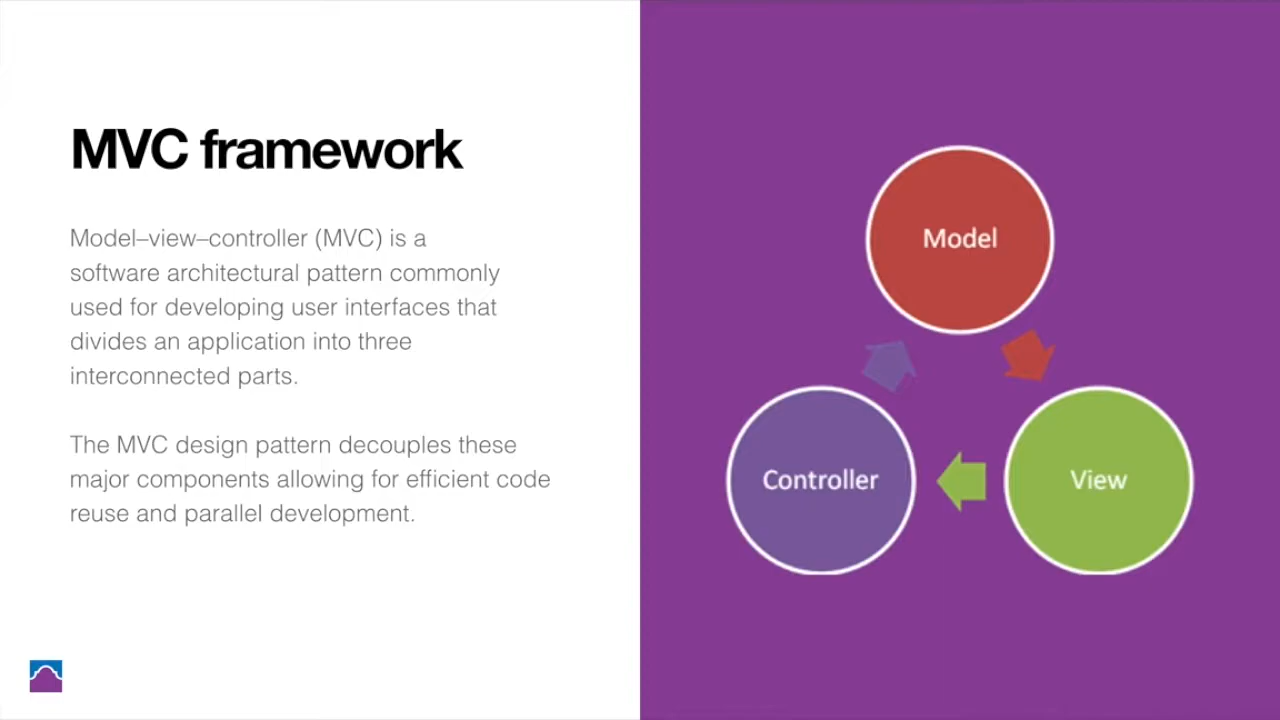 MVC framework
Model–view–controller (MVC) is a
software architectural pattern commonly
used for developing user interfaces that
divides an application into three
interconnected parts.
The MVC design pattern decouples these
major components allowing for efficient code
reuse and parallel development.
Model
Controller
View